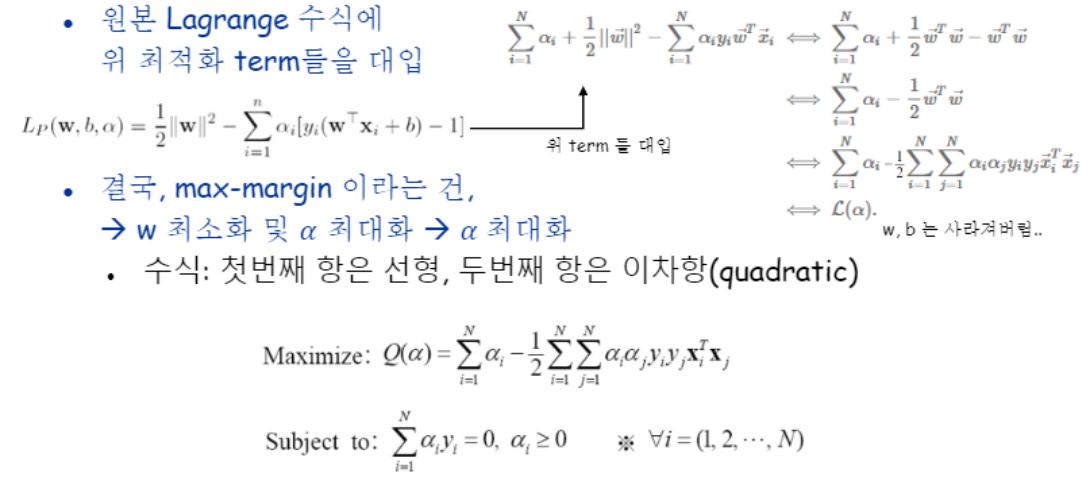 • 원본 Lagrange 수식에
위 최적화 term들을 대입
$L_P(\mathbf{w}, b, \alpha) = \frac{1}{2}\|\mathbf{w}\|^2 - \sum_{i=1}^{n} \alpha_i[y_i(\mathbf{w}^\top \mathbf{x}_i + b) - 1]$
$\sum_{i=1}^{N} \alpha_i + \frac{1}{2}\|\vec{w}\|^2 - \sum_{i=1}^{N} \alpha_i y_i \vec{w}^T \vec{x}_i \iff \sum_{i=1}^{N} \alpha_i + \frac{1}{2}\vec{w}^T \vec{w} - \vec{w}^T \vec{w}$
$\iff \sum_{i=1}^{N} \alpha_i - \frac{1}{2}\vec{w}^T \vec{w}$
$\iff \sum_{i=1}^{N} \alpha_i - \frac{1}{2}\sum_{i=1}^{N}\sum_{j=1}^{N} \alpha_i \alpha_j y_i y_j \vec{x}_i^T \vec{x}_j$
$\iff \mathcal{L}(\alpha).$
위 term 들 대입
w, b 는 사라져버림..
• 결국, max-margin 이라는 건,
→ w 최소화 및 α 최대화 → α 최대화
• 수식: 첫번째 항은 선형, 두번째 항은 이차항(quadratic)
Maximize: $Q(\alpha) = \sum_{i=1}^{N} \alpha_i - \frac{1}{2}\sum_{i=1}^{N}\sum_{j=1}^{N} \alpha_i \alpha_j y_i y_j \mathbf{x}_i^T \mathbf{x}_j$
Subject to: $\sum_{i=1}^{N} \alpha_i y_i = 0, \ \alpha_i \geq 0$ ※ $\forall i = (1, 2, \cdots, N)$